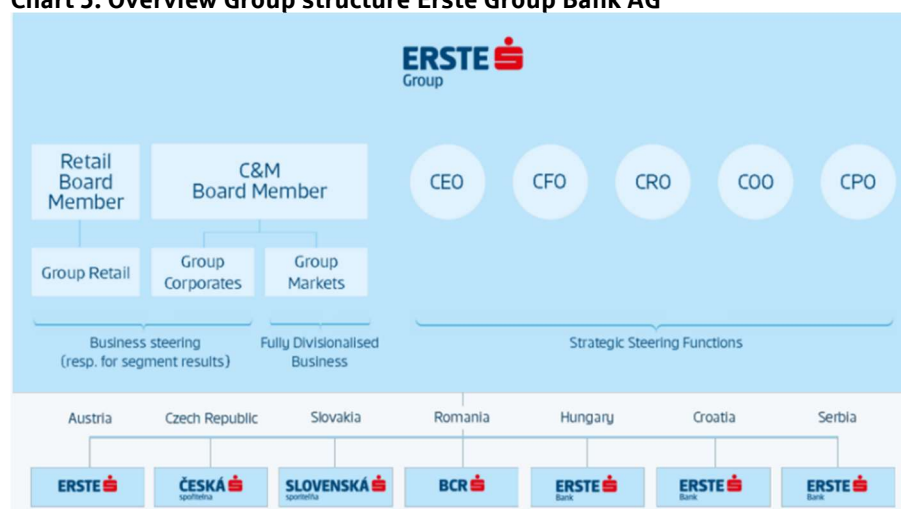 Chart 5: Overview Group structure Erste Group Bank AG
ERSTE
Group
Retail
Board
Member
C&M
Board Member
CEO
CFO
CRO
COO
CPO
Group Retail
Group
Corporates
Group
Markets
Business steering
(resp. for segment results)
Fully Divisionalised
Business
Strategic Steering Functions
Austria
Czech Republic
Slovakia
Romania
Hungary
Croatia
Serbia
ERSTE
ČESKÁ
spořitelna
SLOVENSKÁ
sporiteľňa
BCR
ERSTE
Bank
ERSTE
Bank
ERSTE
Bank